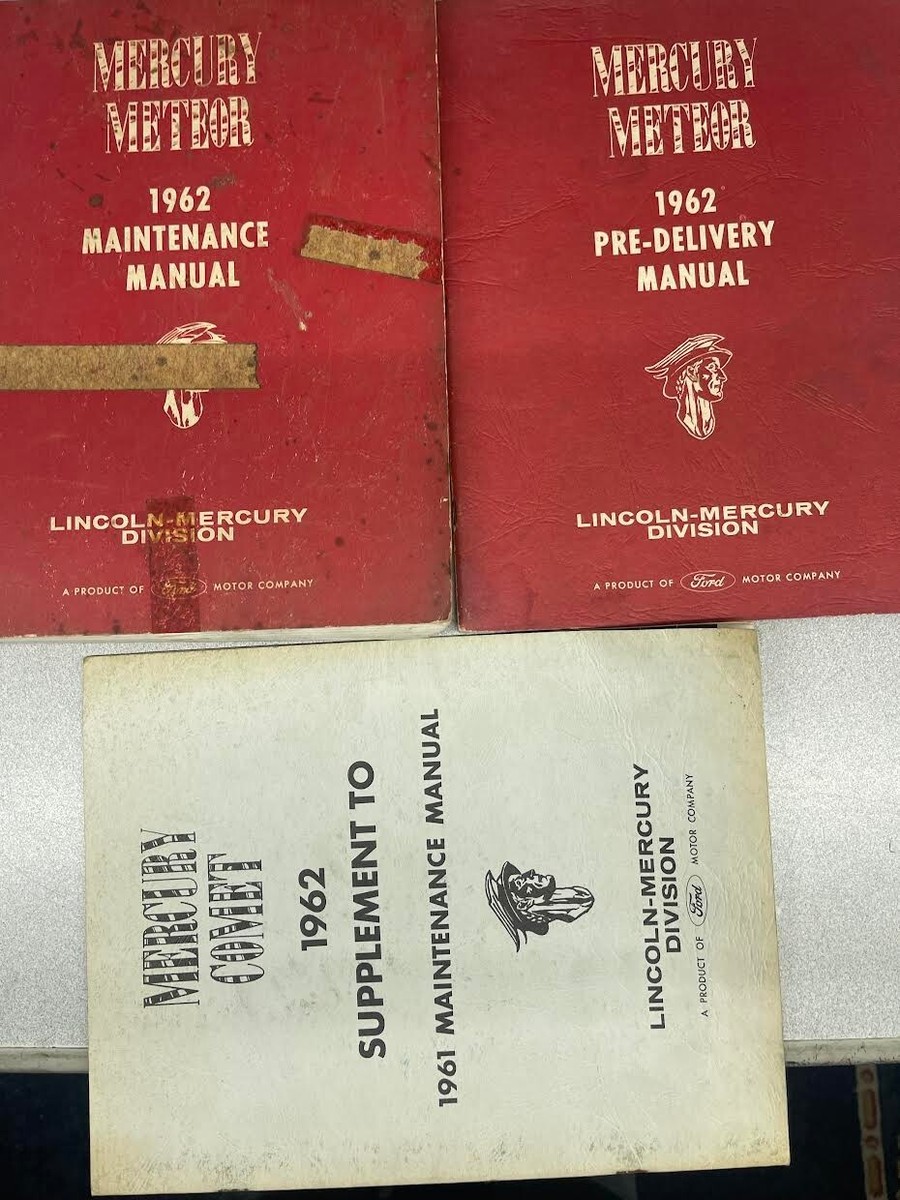 MERCURY
METEOR
1962
MAINTENANCE
MANUAL
LINCOLN-MERCURY
DIVISION
A PRODUCT OF Ford MOTOR COMPANY
MERCURY
METEOR
1962
PRE-DELIVERY
MANUAL
LINCOLN-MERCURY
DIVISION
A PRODUCT OF Ford MOTOR COMPANY
MERCURY
COMET
1962
SUPPLEMENT TO
1961 MAINTENANCE MANUAL
LINCOLN-MERCURY
DIVISION
A PRODUCT OF Ford MOTOR COMPANY